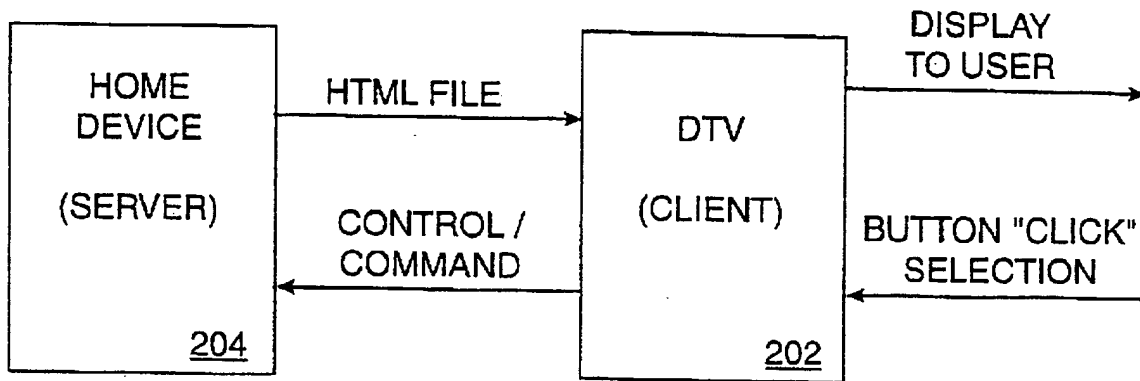 HOME
DEVICE
(SERVER)
204
HTML FILE
CONTROL /
COMMAND
DTV
(CLIENT)
202
DISPLAY
TO USER
BUTTON "CLICK"
SELECTION